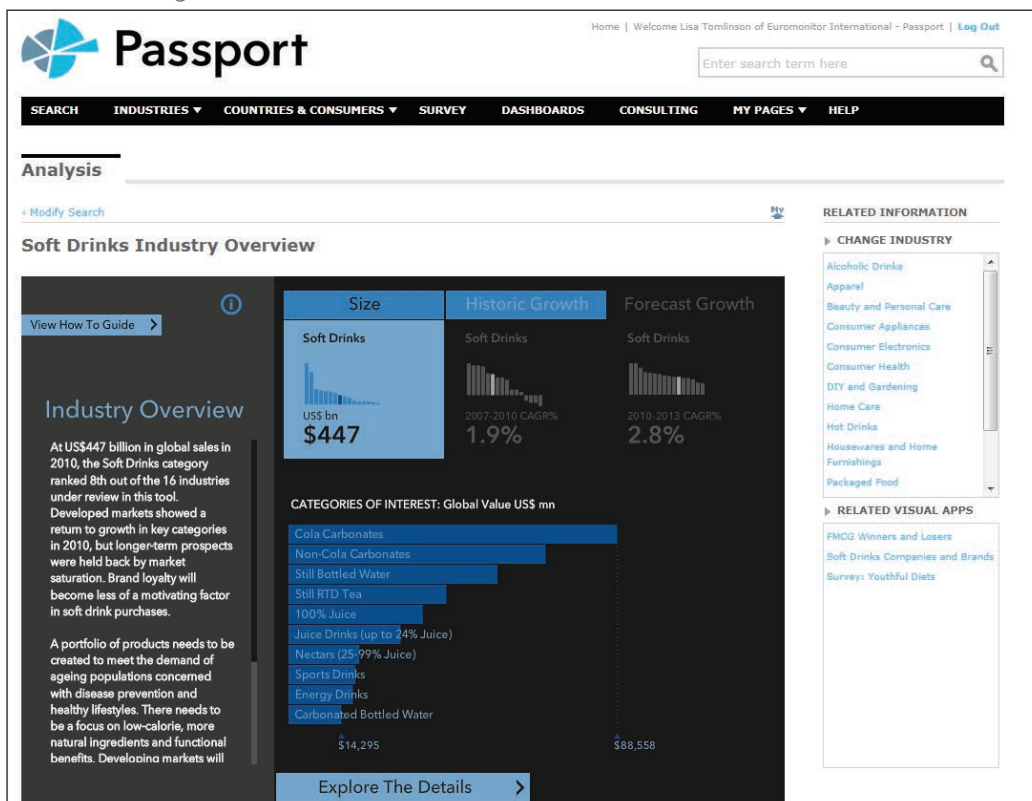 Home | Welcome Lisa Tomlinson of Euromonitor International - Passport | Log Out
Passport
Enter search term here
SEARCH INDUSTRIES COUNTRIES & CONSUMERS SURVEY DASHBOARDS CONSULTING MY PAGES HELP
Analysis
‹ Modify Search
My
Soft Drinks Industry Overview
View How To Guide
Industry Overview
At US$447 billion in global sales in
2010, the Soft Drinks category
ranked 8th out of the 16 industries
under review in this tool.
Developed markets showed a
return to growth in key categories
in 2010, but longer-term prospects
were held back by market
saturation. Brand loyalty will
become less of a motivating factor
in soft drink purchases.
A portfolio of products needs to be
created to meet the demand of
ageing populations concerned
with disease prevention and
healthy lifestyles. There needs to
be a focus on low-calorie, more
natural ingredients and functional
benefits. Developing markets will
Size
Soft Drinks
US$ bn
$447
Historic Growth
Soft Drinks
2007-2010 CAGR%
1.9%
Forecast Growth
Soft Drinks
2010-2013 CAGR%
2.8%
CATEGORIES OF INTEREST: Global Value US$ mn
Cola Carbonates
Non-Cola Carbonates
Still Bottled Water
Still RTD Tea
100% Juice
Juice Drinks (up to 24% Juice)
Nectars (25-99% Juice)
Sports Drinks
Energy Drinks
Carbonated Bottled Water
$14,295 $88,558
Explore The Details
RELATED INFORMATION
CHANGE INDUSTRY
Alcoholic Drinks
Apparel
Beauty and Personal Care
Consumer Appliances
Consumer Electronics
Consumer Health
DIY and Gardening
Home Care
Hot Drinks
Housewares and Home
Furnishings
Packaged Food
RELATED VISUAL APPS
FMCG Winners and Losers
Soft Drinks Companies and Brands
Survey: Youthful Diets